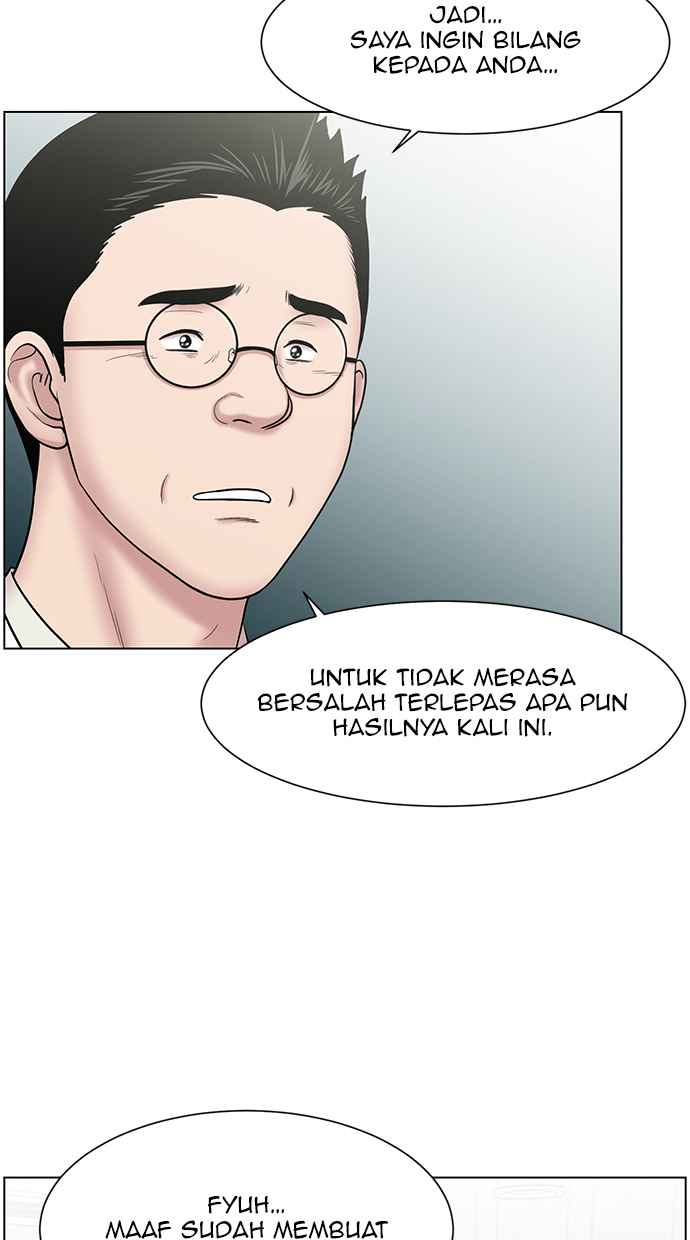 JADI...
SAYA INGIN BILANG
KEPADA ANDA...
UNTUK TIDAK MERASA
BERSALAH TERLEPAS APA PUN
HASILNYA KALI INI.
FYUH...
MAAF SUDAH MEMBUAT